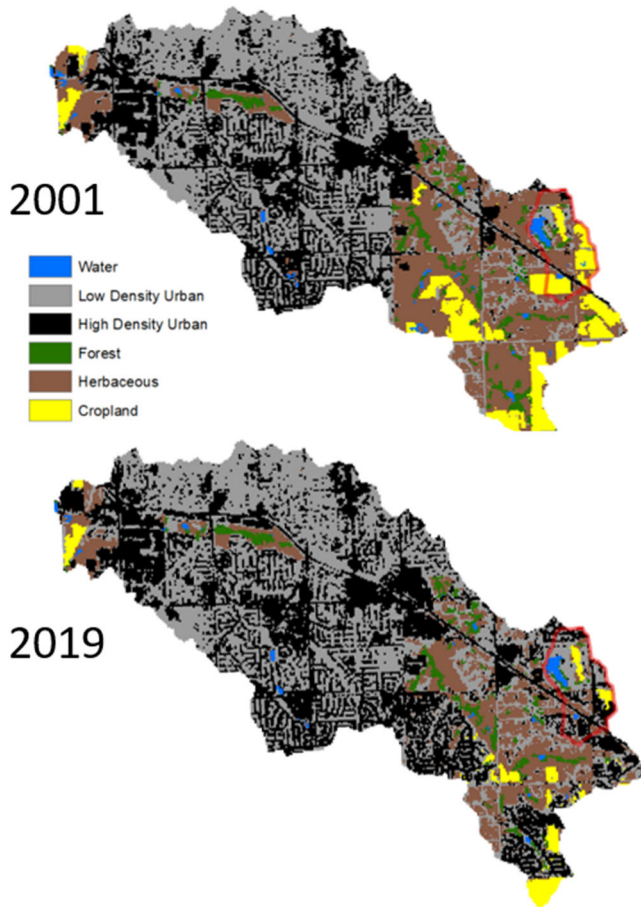 2001
Water
Low Density Urban
High Density Urban
Forest
Herbaceous
Cropland
2019